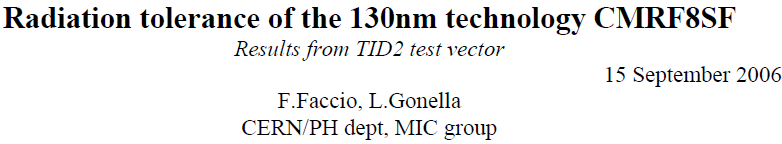 Radiation tolerance of the 130nm technology CMRF8SF
Results from TID2 test vector
15 September 2006
F.Faccio, L.Gonella
CERN/PH dept, MIC group